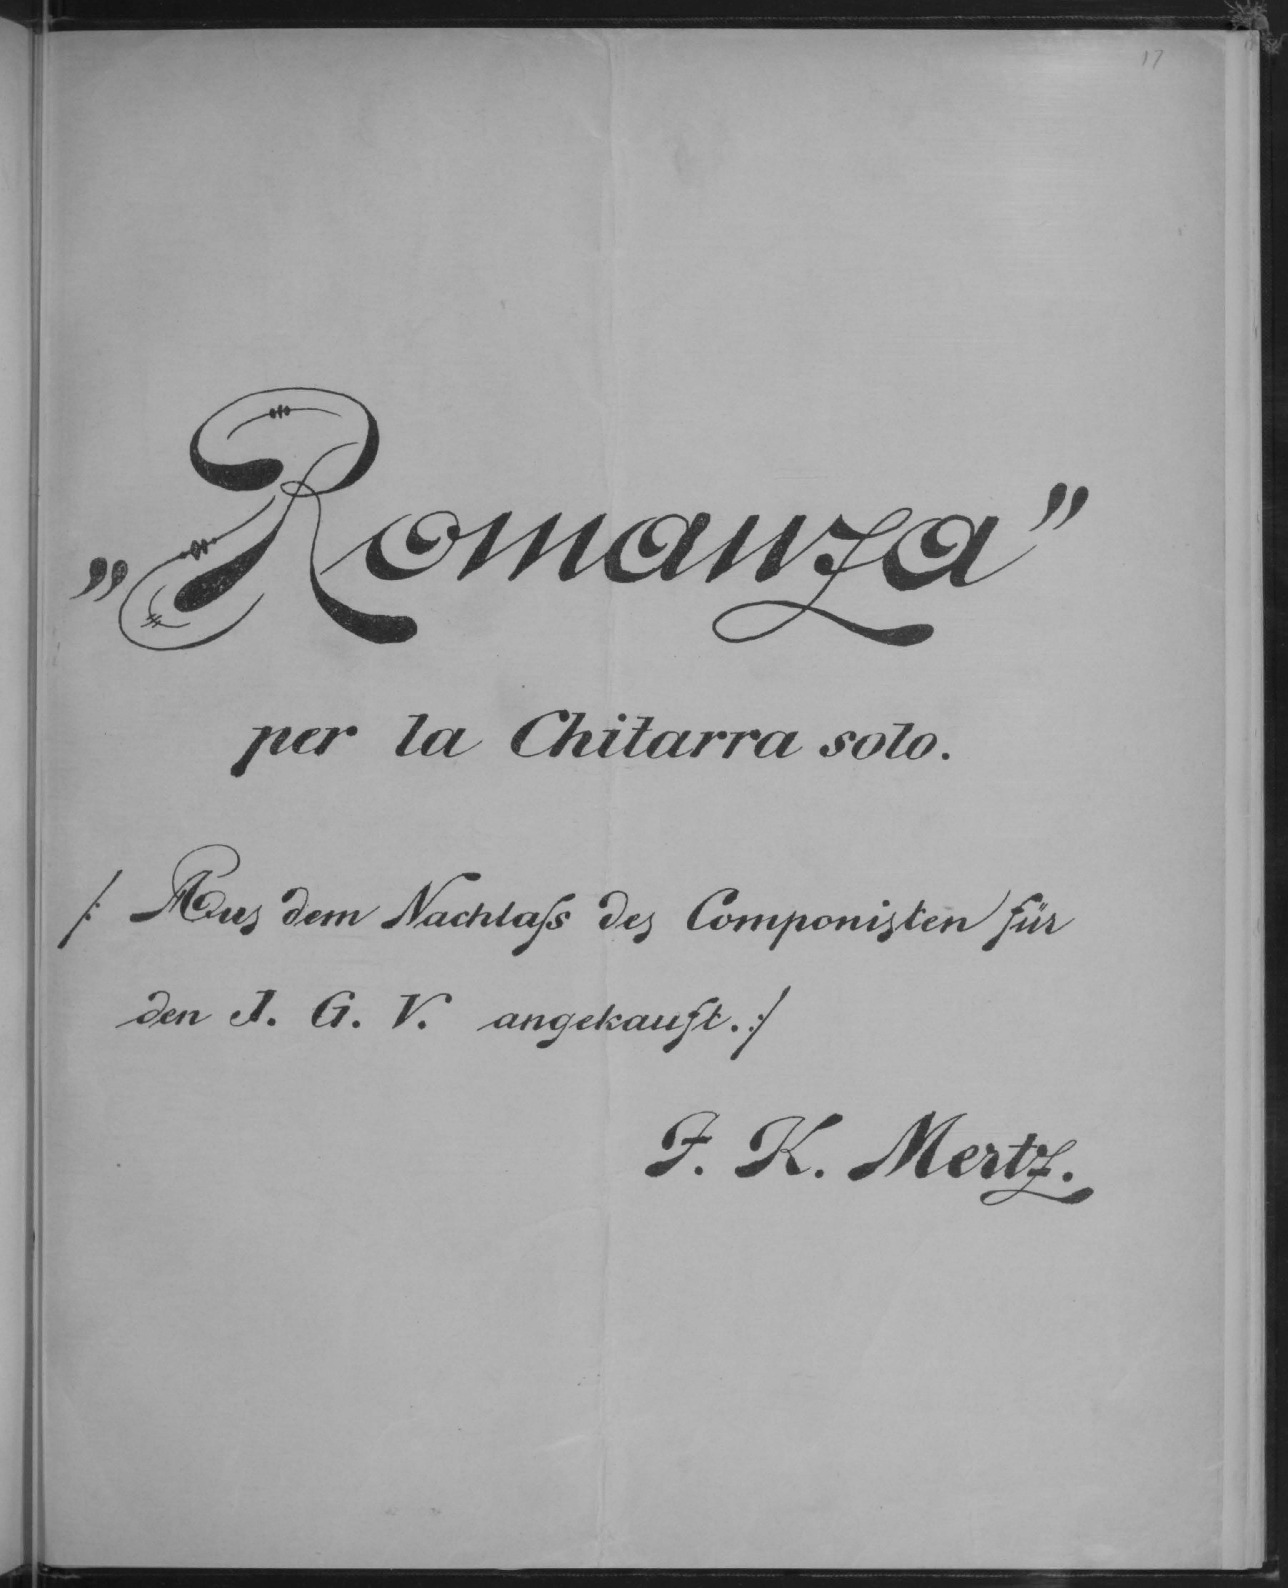 17
„Romanza”
per la Chitarra solo.
/: Aus dem Nachlaſs des Componisten für
den I. G. V. angekauft. :/
J. K. Mertz.